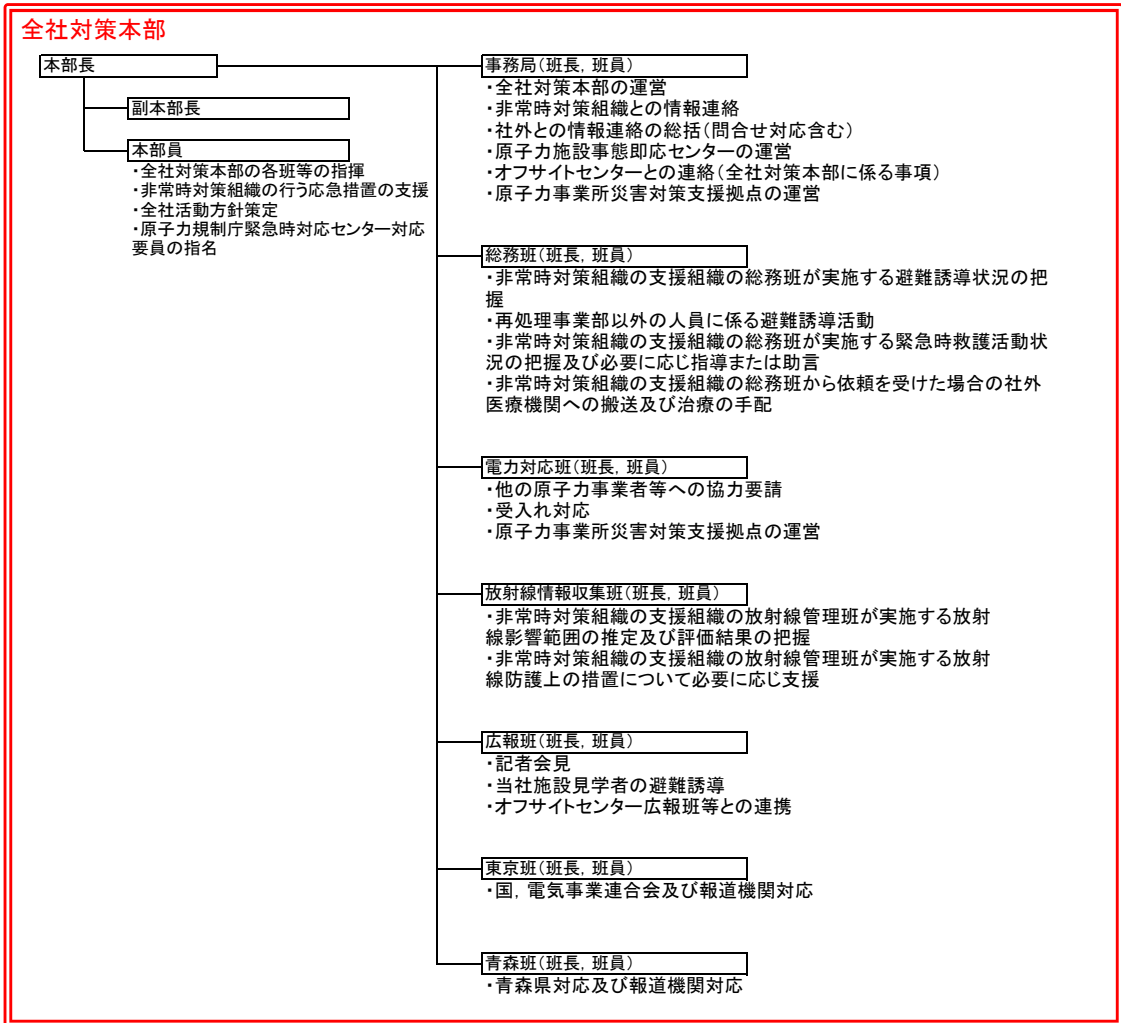 全社対策本部
本部長
副本部長
本部員
・全社対策本部の各班等の指揮
・非常時対策組織の行う応急措置の支援
・全社活動方針策定
・原子力規制庁緊急時対応センター対応
要員の指名
事務局(班長, 班員)
・全社対策本部の運営
・非常時対策組織との情報連絡
・社外との情報連絡の総括(問合せ対応含む)
・原子力施設事態即応センターの運営
・オフサイトセンターとの連絡(全社対策本部に係る事項)
・原子力事業所災害対策支援拠点の運営
総務班(班長, 班員)
・非常時対策組織の支援組織の総務班が実施する避難誘導状況の把
握
・再処理事業部以外の人員に係る避難誘導活動
・非常時対策組織の支援組織の総務班が実施する緊急時救護活動状
況の把握及び必要に応じ指導または助言
・非常時対策組織の支援組織の総務班から依頼を受けた場合の社外
医療機関への搬送及び治療の手配
電力対応班(班長, 班員)
・他の原子力事業者等への協力要請
・受入れ対応
・原子力事業所災害対策支援拠点の運営
放射線情報収集班(班長, 班員)
・非常時対策組織の支援組織の放射線管理班が実施する放射
線影響範囲の推定及び評価結果の把握
・非常時対策組織の支援組織の放射線管理班が実施する放射
線防護上の措置について必要に応じ支援
広報班(班長, 班員)
・記者会見
・当社施設見学者の避難誘導
・オフサイトセンター広報班等との連携
東京班(班長, 班員)
・国, 電気事業連合会及び報道機関対応
青森班(班長, 班員)
・青森県対応及び報道機関対応